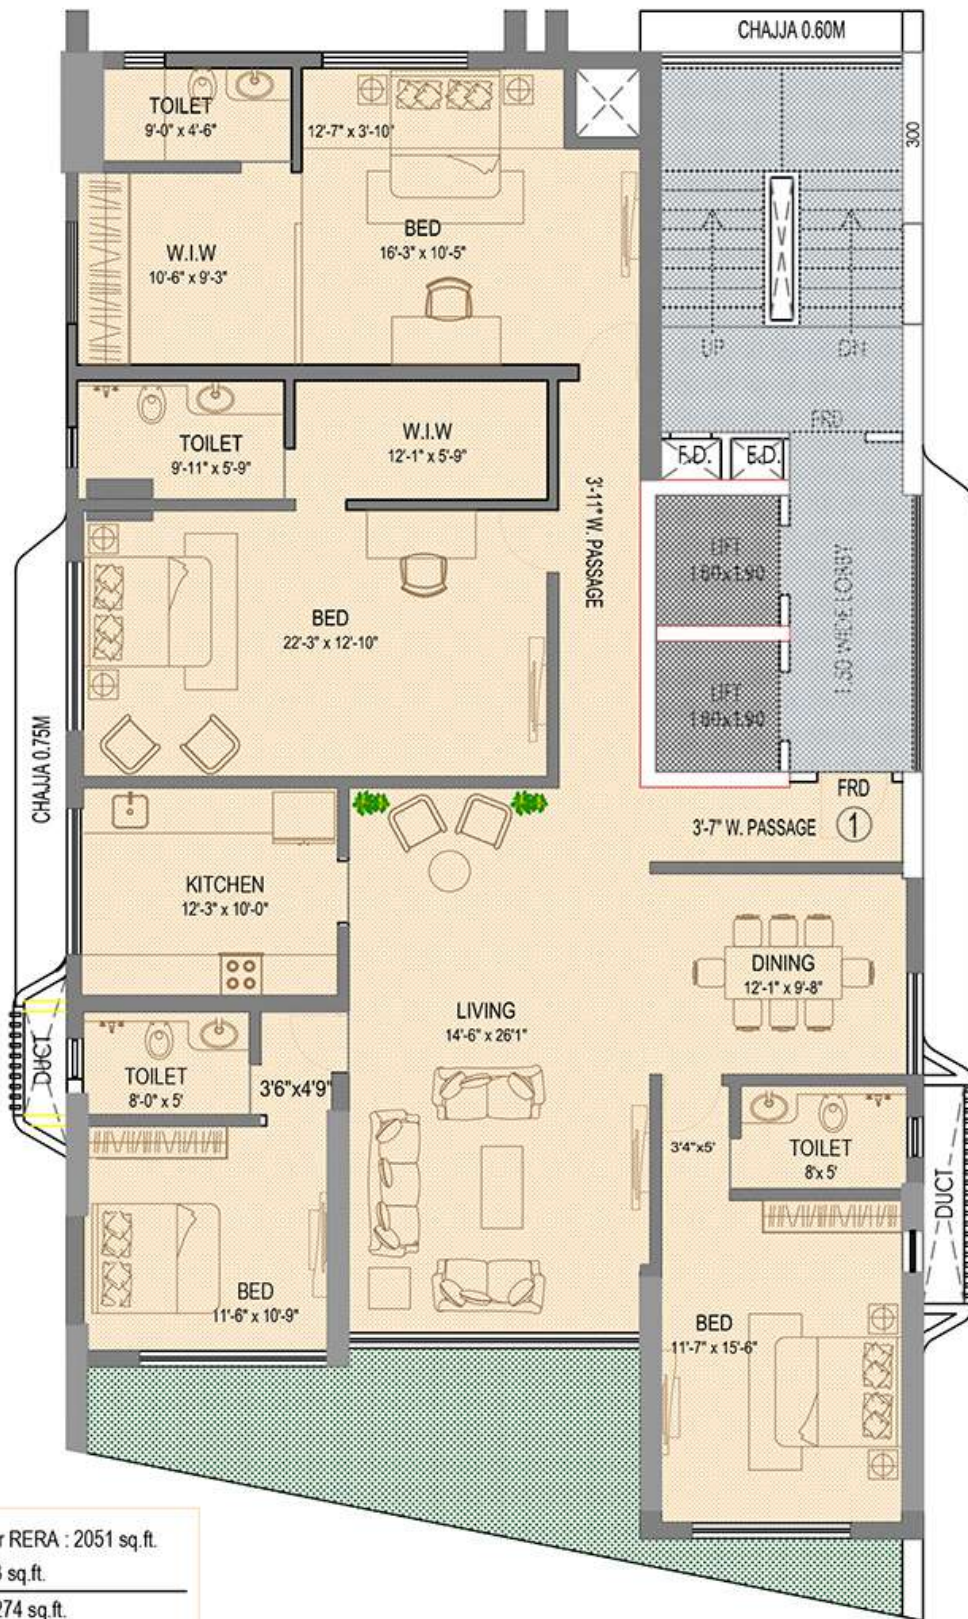 CHAJJA 0.60M
TOILET
9'-0" x 4'-6"
12'-7" x 3'-10"
300
BED
16'-3" x 10'-5"
W.I.W
10'-6" x 9'-3"
UP
DN
FRD
TOILET
9'-11" x 5'-9"
W.I.W
12'-1" x 5'-9"
F.D.
E.D.
3'-11" W. PASSAGE
LIFT
1.60x1.90
1.50 WIDE LOBBY
BED
22'-3" x 12'-10"
LIFT
1.60x1.90
CHAJJA 0.75M
FRD
3'-7" W. PASSAGE
1
KITCHEN
12'-3" x 10'-0"
DINING
12'-1" x 9'-8"
LIVING
14'-6" x 26'1"
DUCT
TOILET
8'-0" x 5'
3'6"x4'9"
3'4"x5'
TOILET
8'x 5'
DUCT
BED
11'-6" x 10'-9"
BED
11'-7" x 15'-6"
RERA : 2051 sq.ft.
sq.ft.
274 sq.ft.